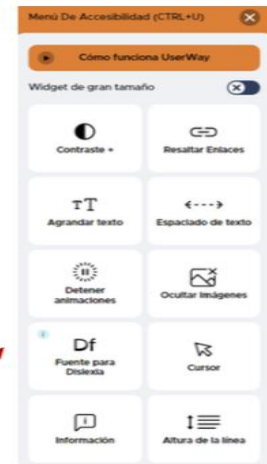 Menú De Accesibilidad (CTRL+U)
Cómo funciona UserWay
Widget de gran tamaño
Contraste +
Resaltar Enlaces
TT
Agrandar texto
Espaciado de texto
Detener
animaciones
Ocultar Imágenes
i
Df
Fuente para
Dislexia
Cursor
i
Información
Altura de la línea